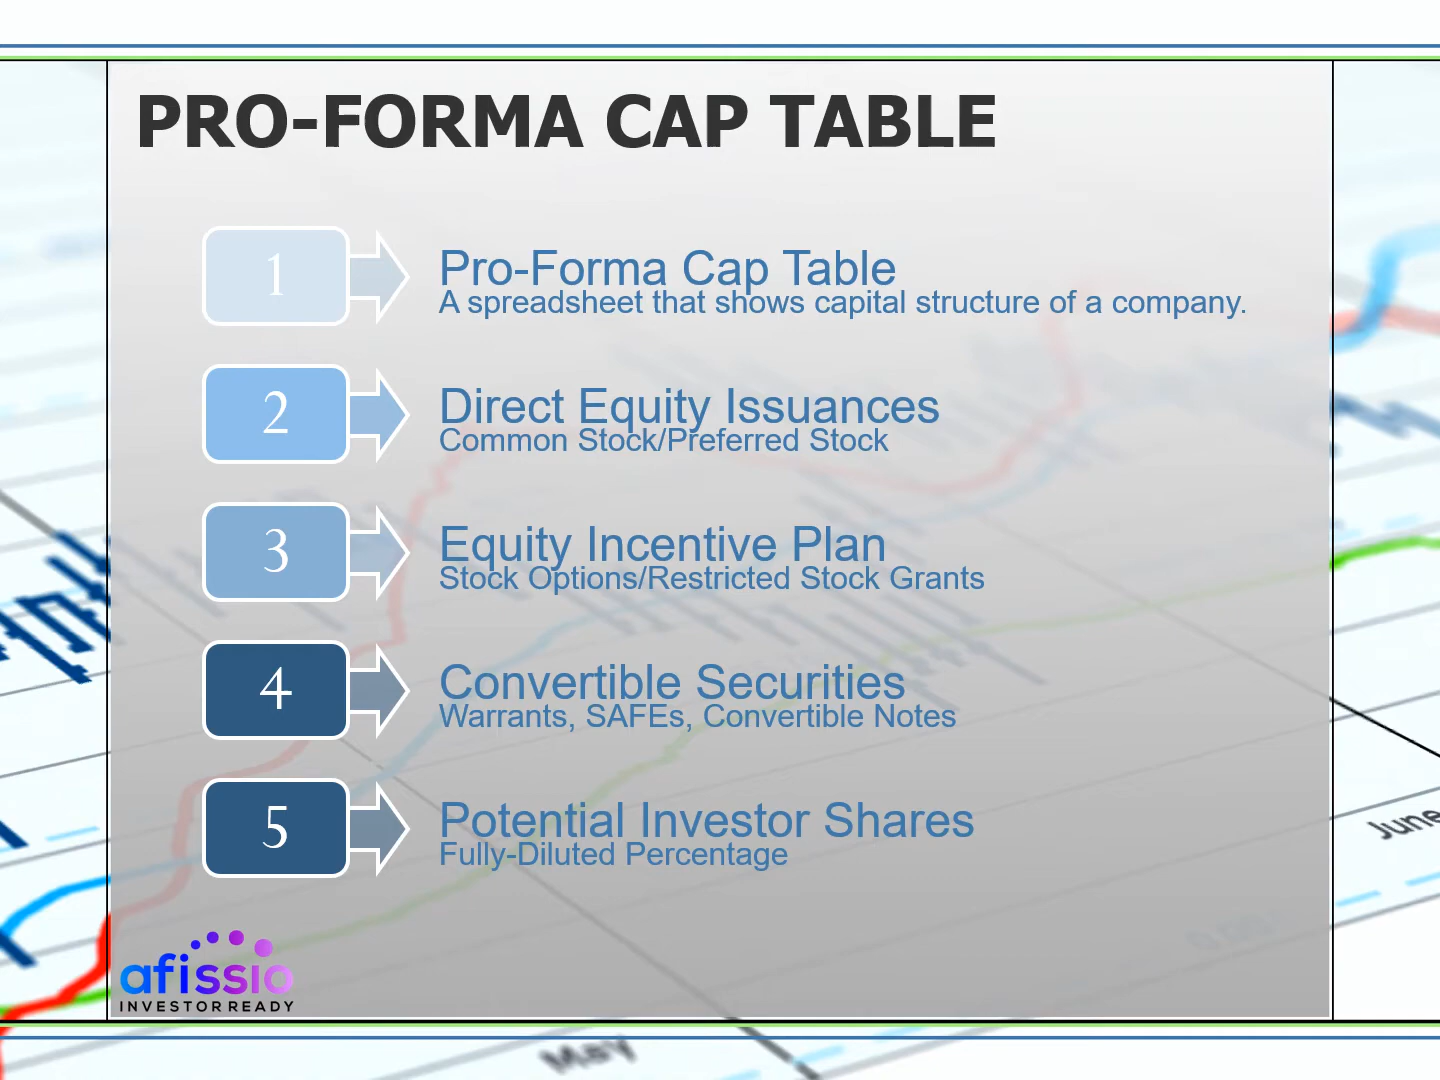 PRO-FORMA CAP TABLE
1
Pro-Forma Cap Table
A spreadsheet that shows capital structure of a company.
2
Direct Equity Issuances
Common Stock/Preferred Stock
3
Equity Incentive Plan
Stock Options/Restricted Stock Grants
4
Convertible Securities
Warrants, SAFEs, Convertible Notes
5
Potential Investor Shares
Fully-Diluted Percentage
June
afissio
INVESTOR READY
May